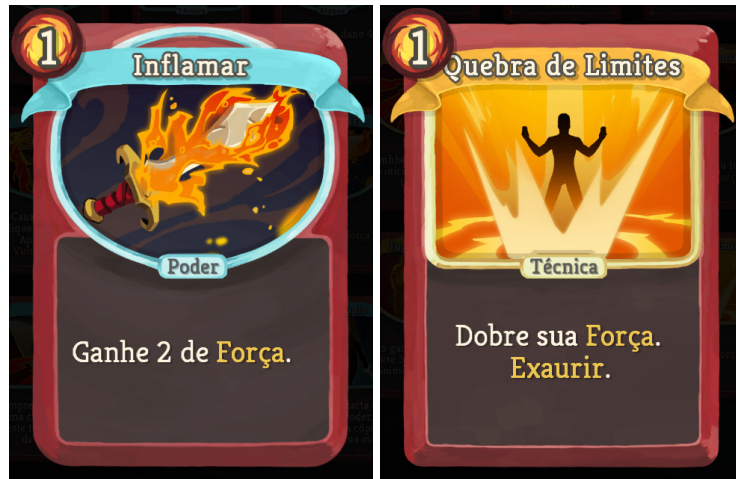 1
Inflamar
Poder
Ganhe 2 de Força.
1
Quebra de Limites
Técnica
Dobre sua Força.
Exaurir.